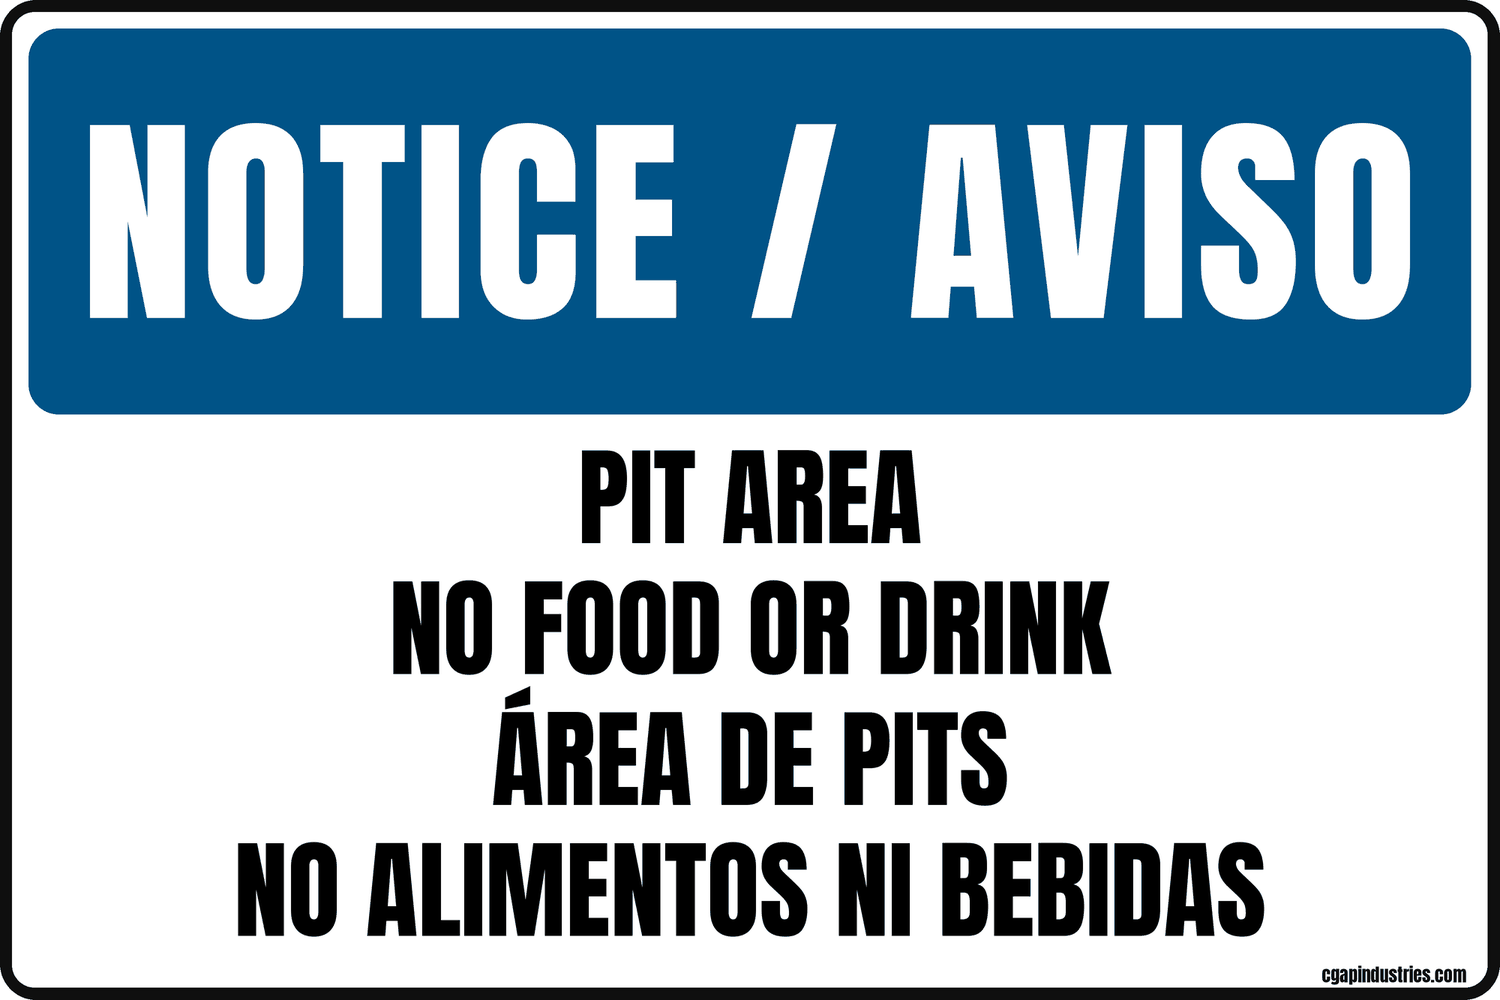 NOTICE / AVISO
PIT AREA
NO FOOD OR DRINK
ÁREA DE PITS
NO ALIMENTOS NI BEBIDAS
cgapindustries.com